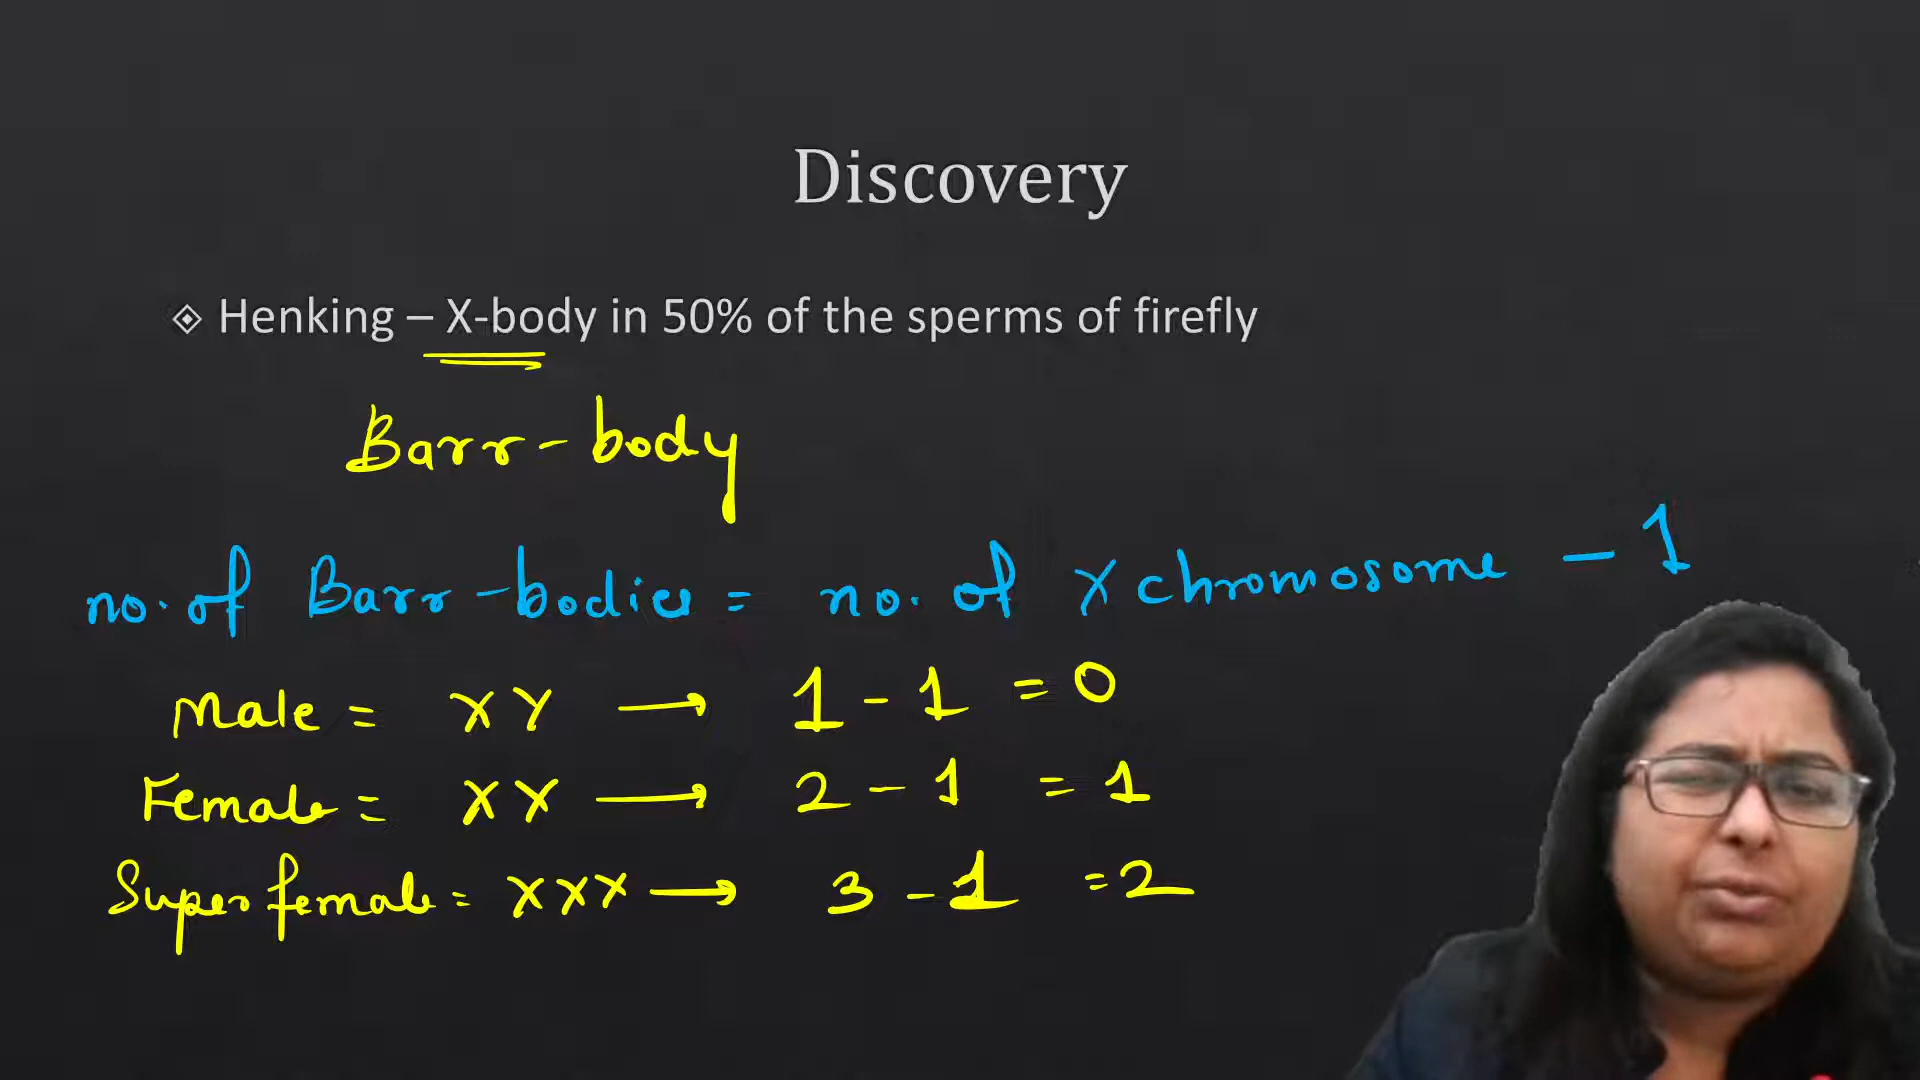 Discovery
Henking – X-body in 50% of the sperms of firefly
Barr-body
no. of Barr-bodies = no. of X chromosome - 1
Male = XY → 1 - 1 = 0
Female = XX → 2 - 1 = 1
Super female = XXX → 3 - 1 = 2